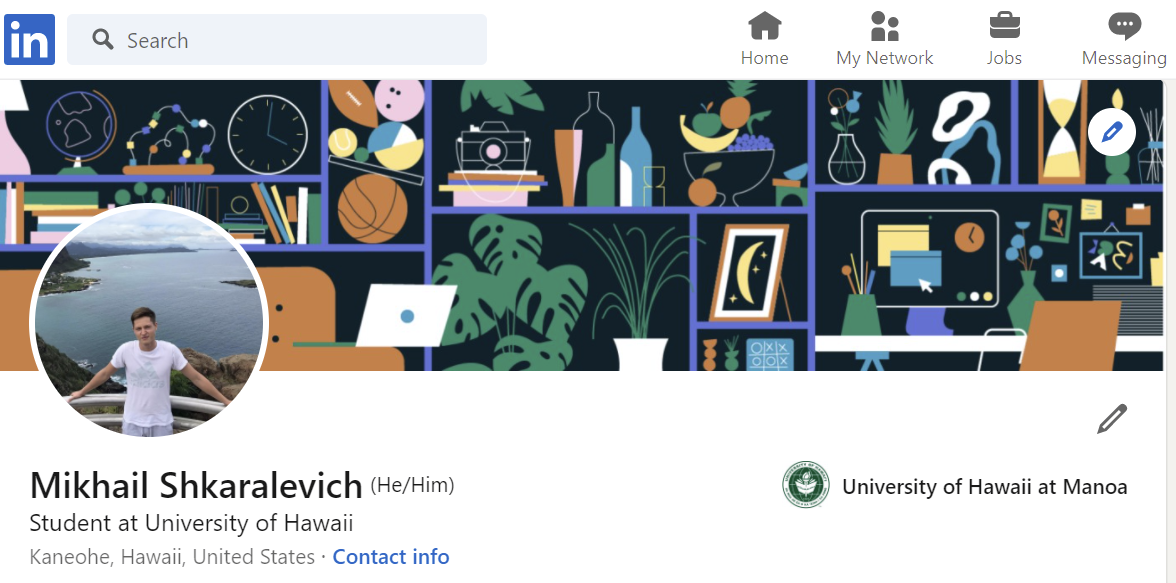 in
Search
Home
My Network
Jobs
Messaging
Mikhail Shkaralevich (He/Him)
University of Hawaii at Manoa
Student at University of Hawaii
Kaneohe, Hawaii, United States · Contact info